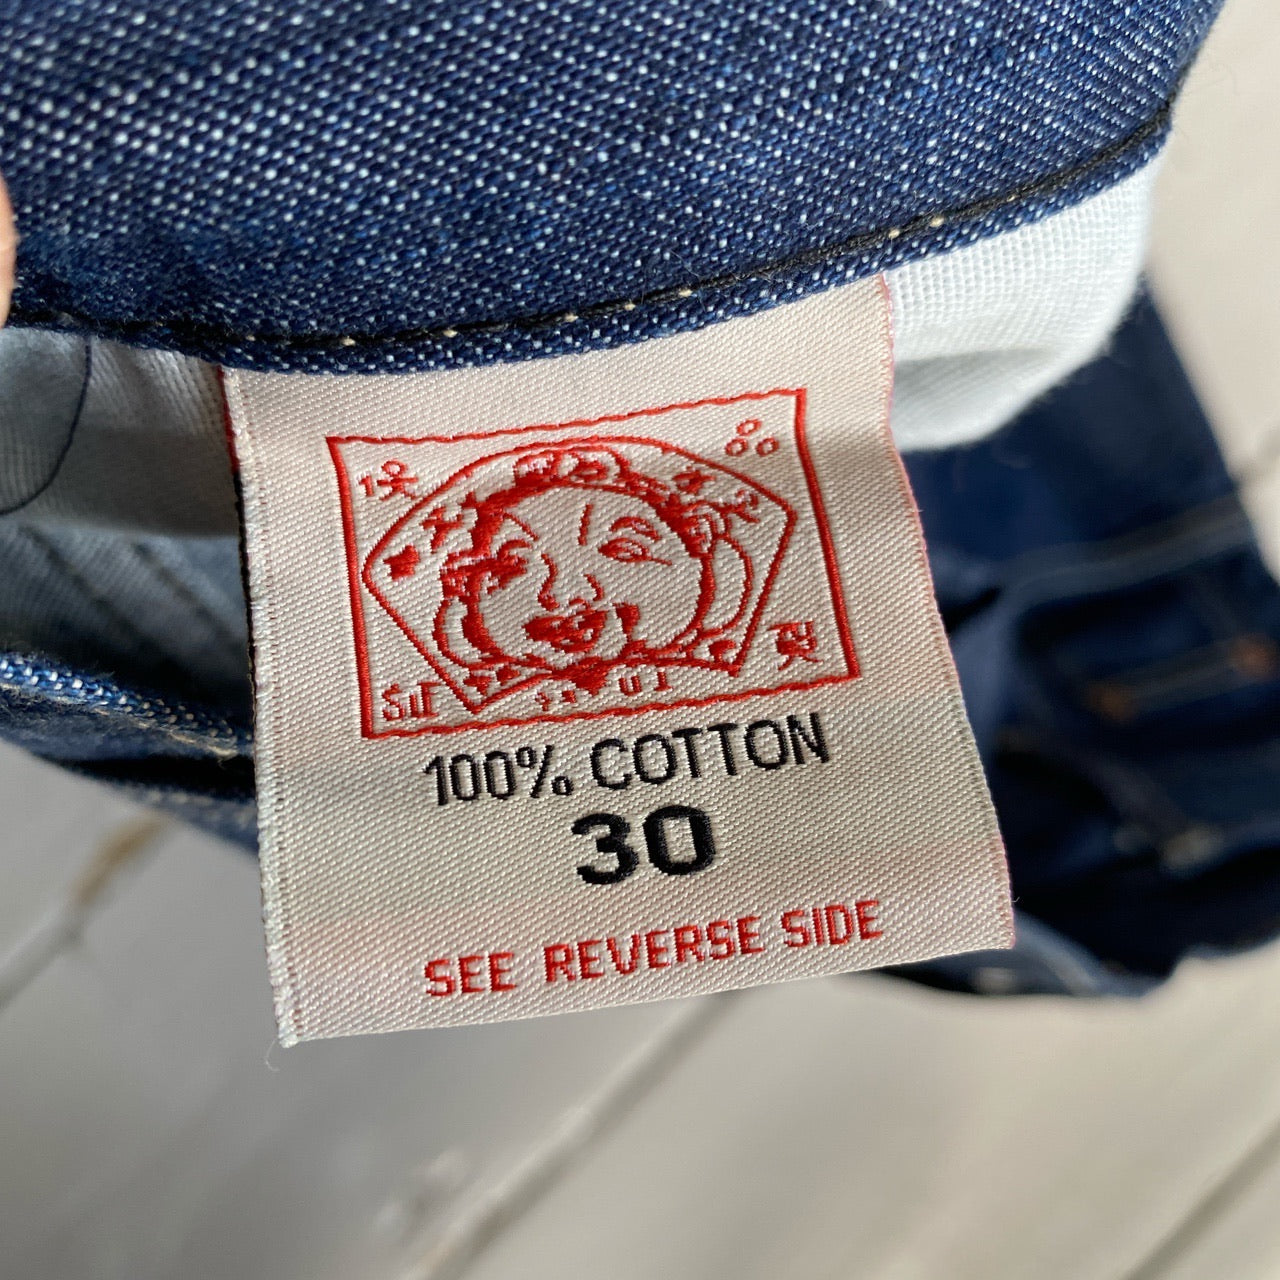 100% COTTON
30
SEE REVERSE SIDE